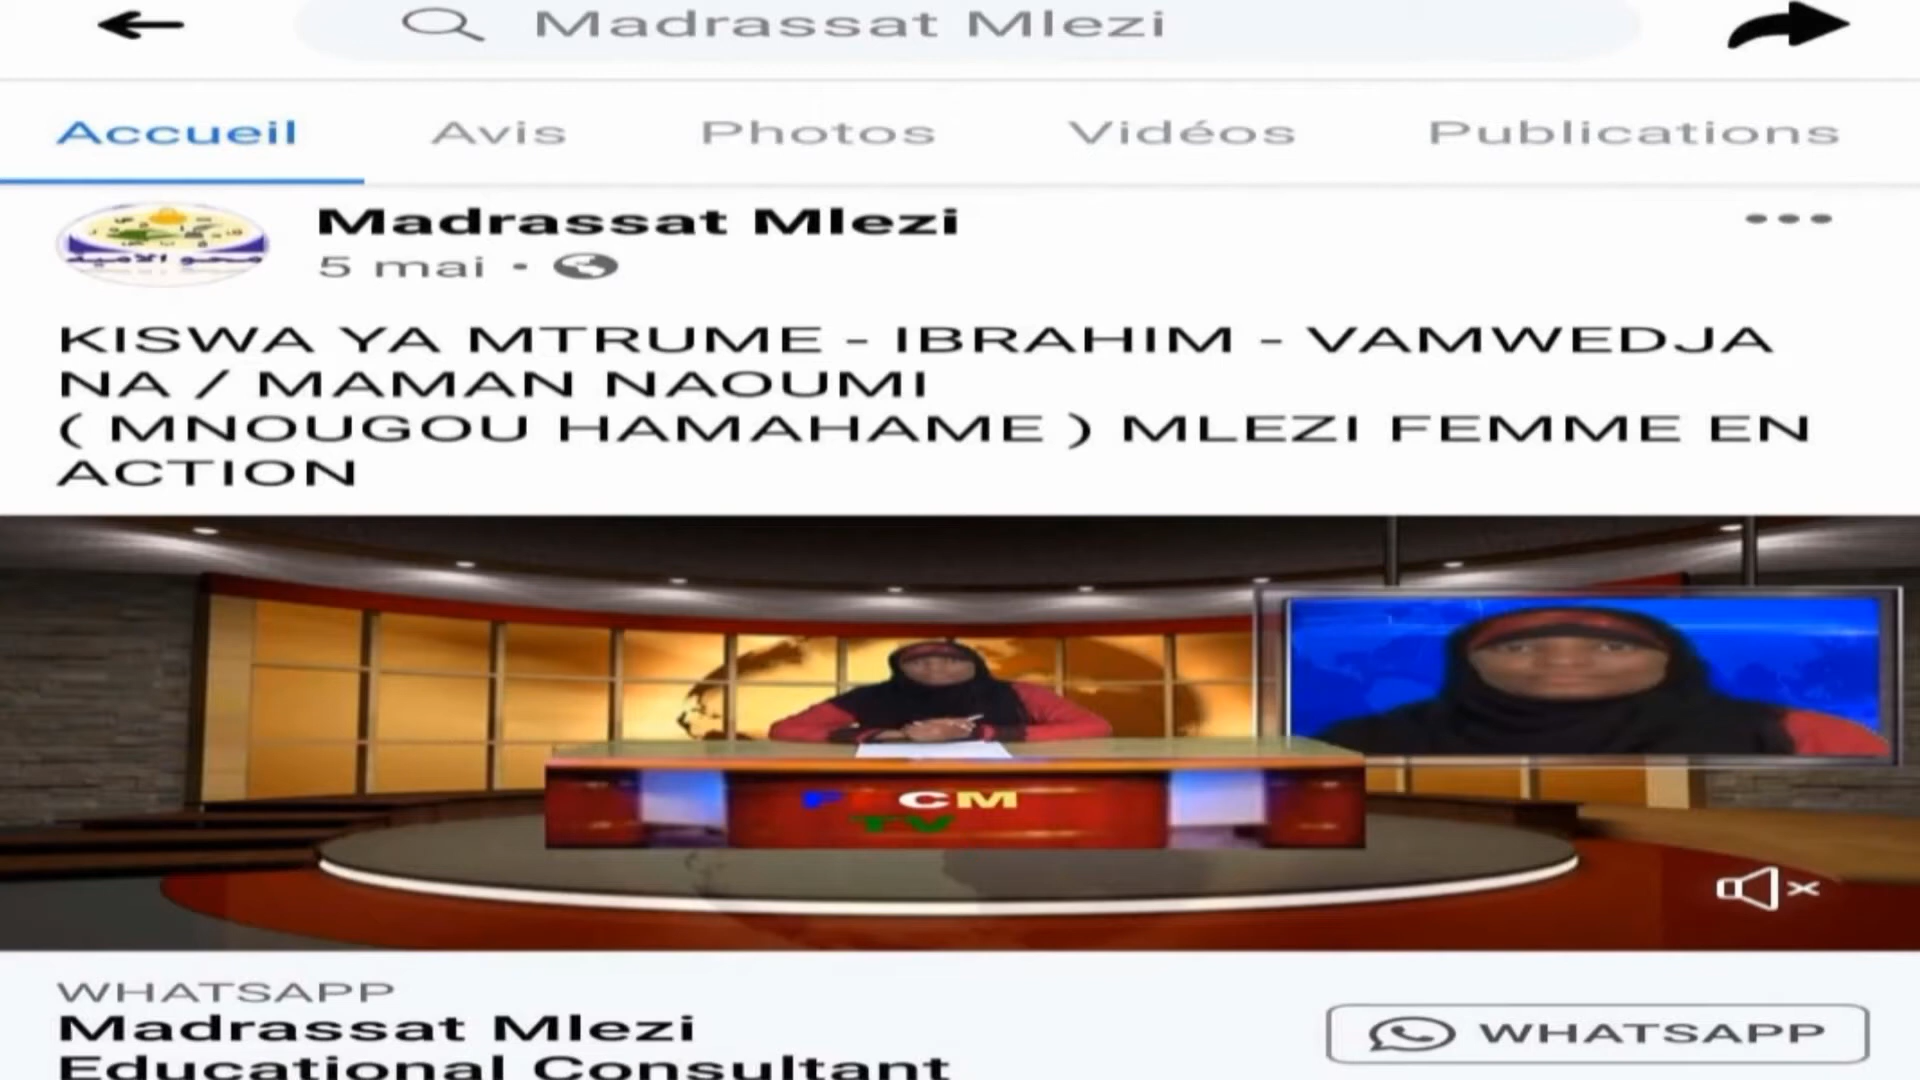 Madrassat Mlezi
Accueil Avis Photos Vidéos Publications
Madrassat Mlezi
5 mai
KISWA YA MTRUME - IBRAHIM - VAMWEDJA
NA / MAMAN NAOUMI
( MNOUGOU HAMAHAME ) MLEZI FEMME EN
ACTION
CM
TV
WHATSAPP
Madrassat Mlezi
WHATSAPP
Educational Consultant